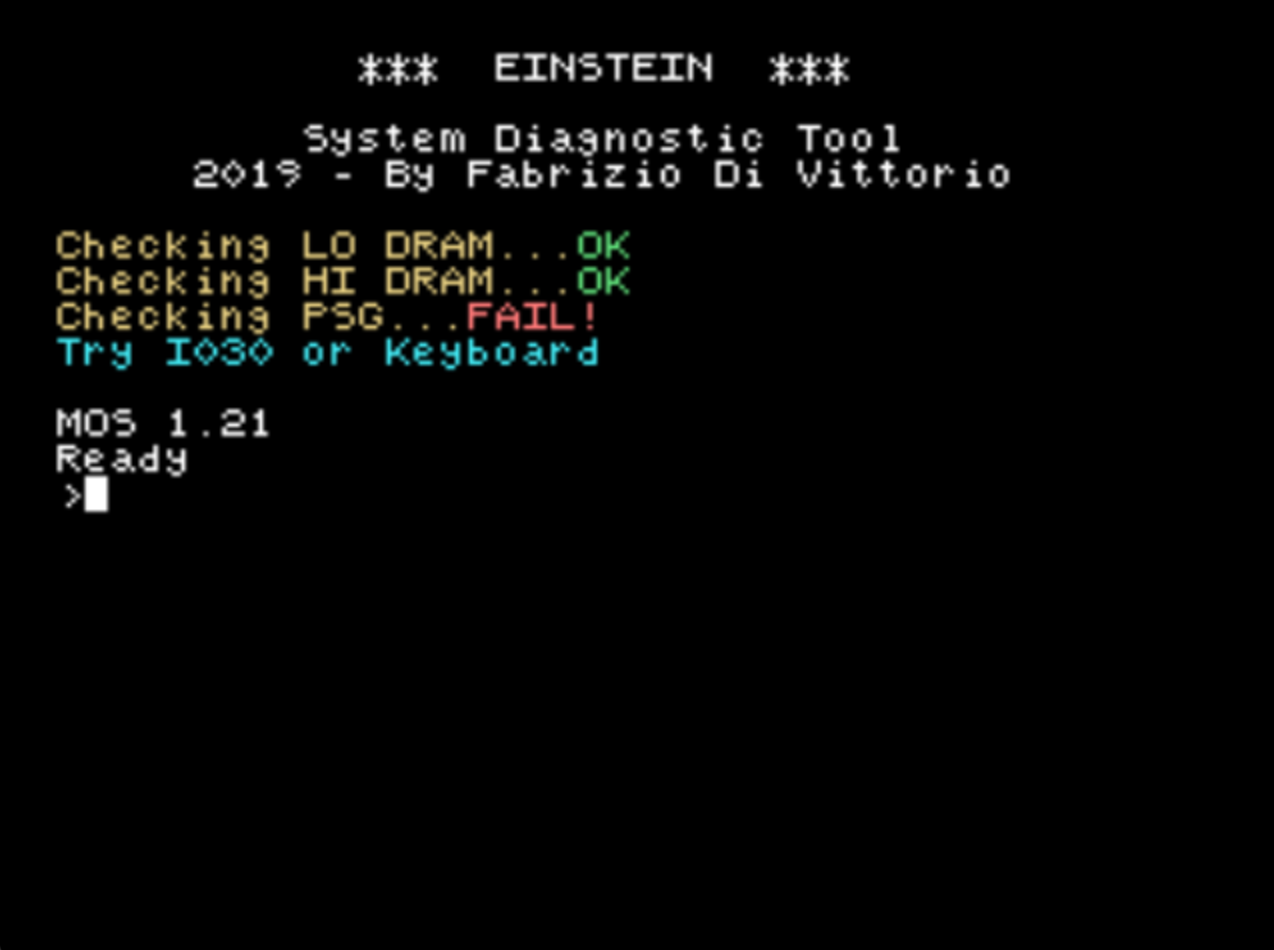 *** EINSTEIN ***
System Diagnostic Tool
2019 - By Fabrizio Di Vittorio
Checking LO DRAM...OK
Checking HI DRAM...OK
Checking PSG...FAIL!
Try I030 or Keyboard
MOS 1.21
Ready
>